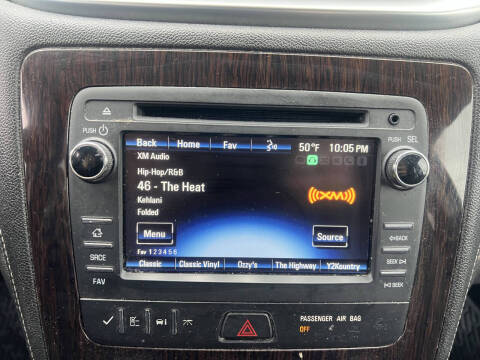 PUSH
PUSH SEL
Back Home Fav 50°F 10:05 PM
XM Audio
Hip-Hop/R&B
46 - The Heat
Kehlani
Folded
((XM))
Menu
Source
Fav 1 2 3 4 5 6
Classic Classic Vinyl Ozzy's The Highway Y2Kountry
SRCE
FAV
BACK
SEEK
SEEK
PASSENGER AIR BAG
OFF